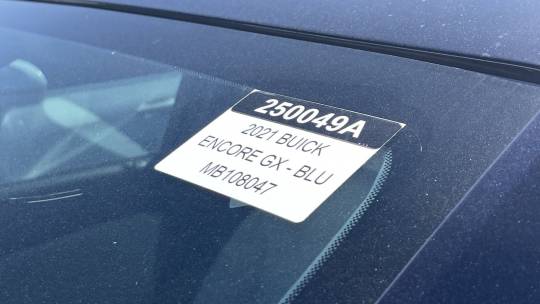 250049A
2021 BUICK
ENCORE GX - BLU
MB108047